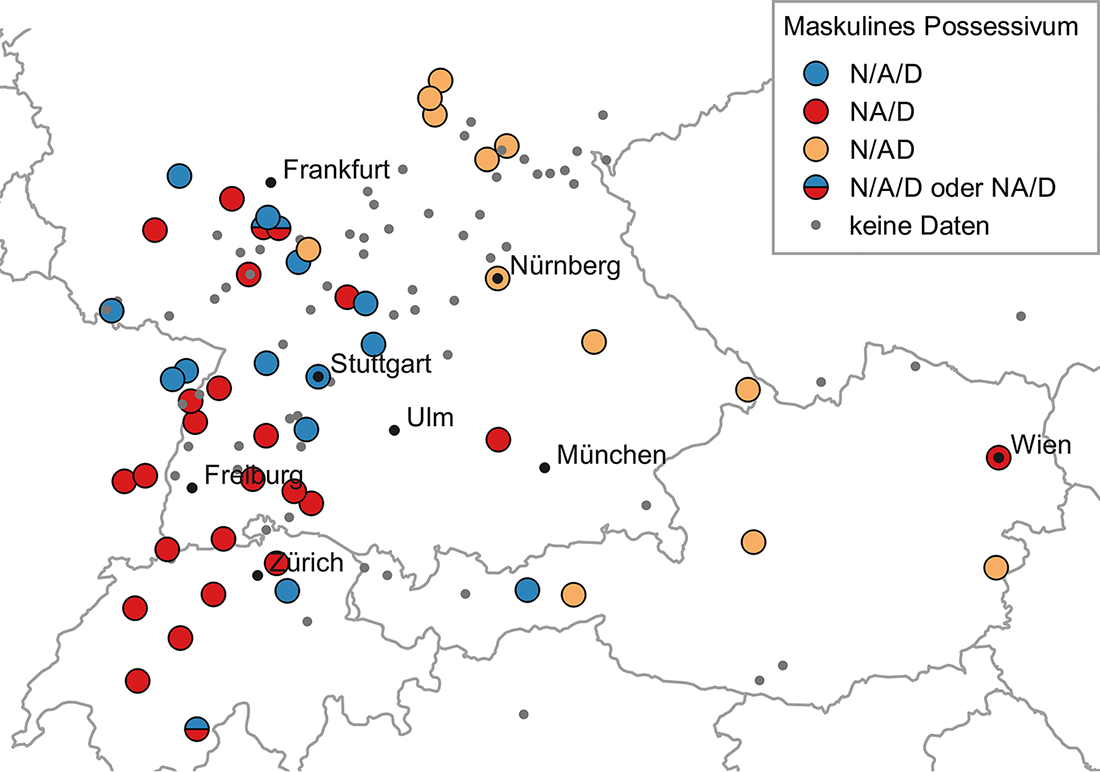 Maskulines Possessivum
N/A/D
NA/D
N/AD
N/A/D oder NA/D
keine Daten
Frankfurt
Nürnberg
Stuttgart
Ulm
München
Wien
Freiburg
Zürich